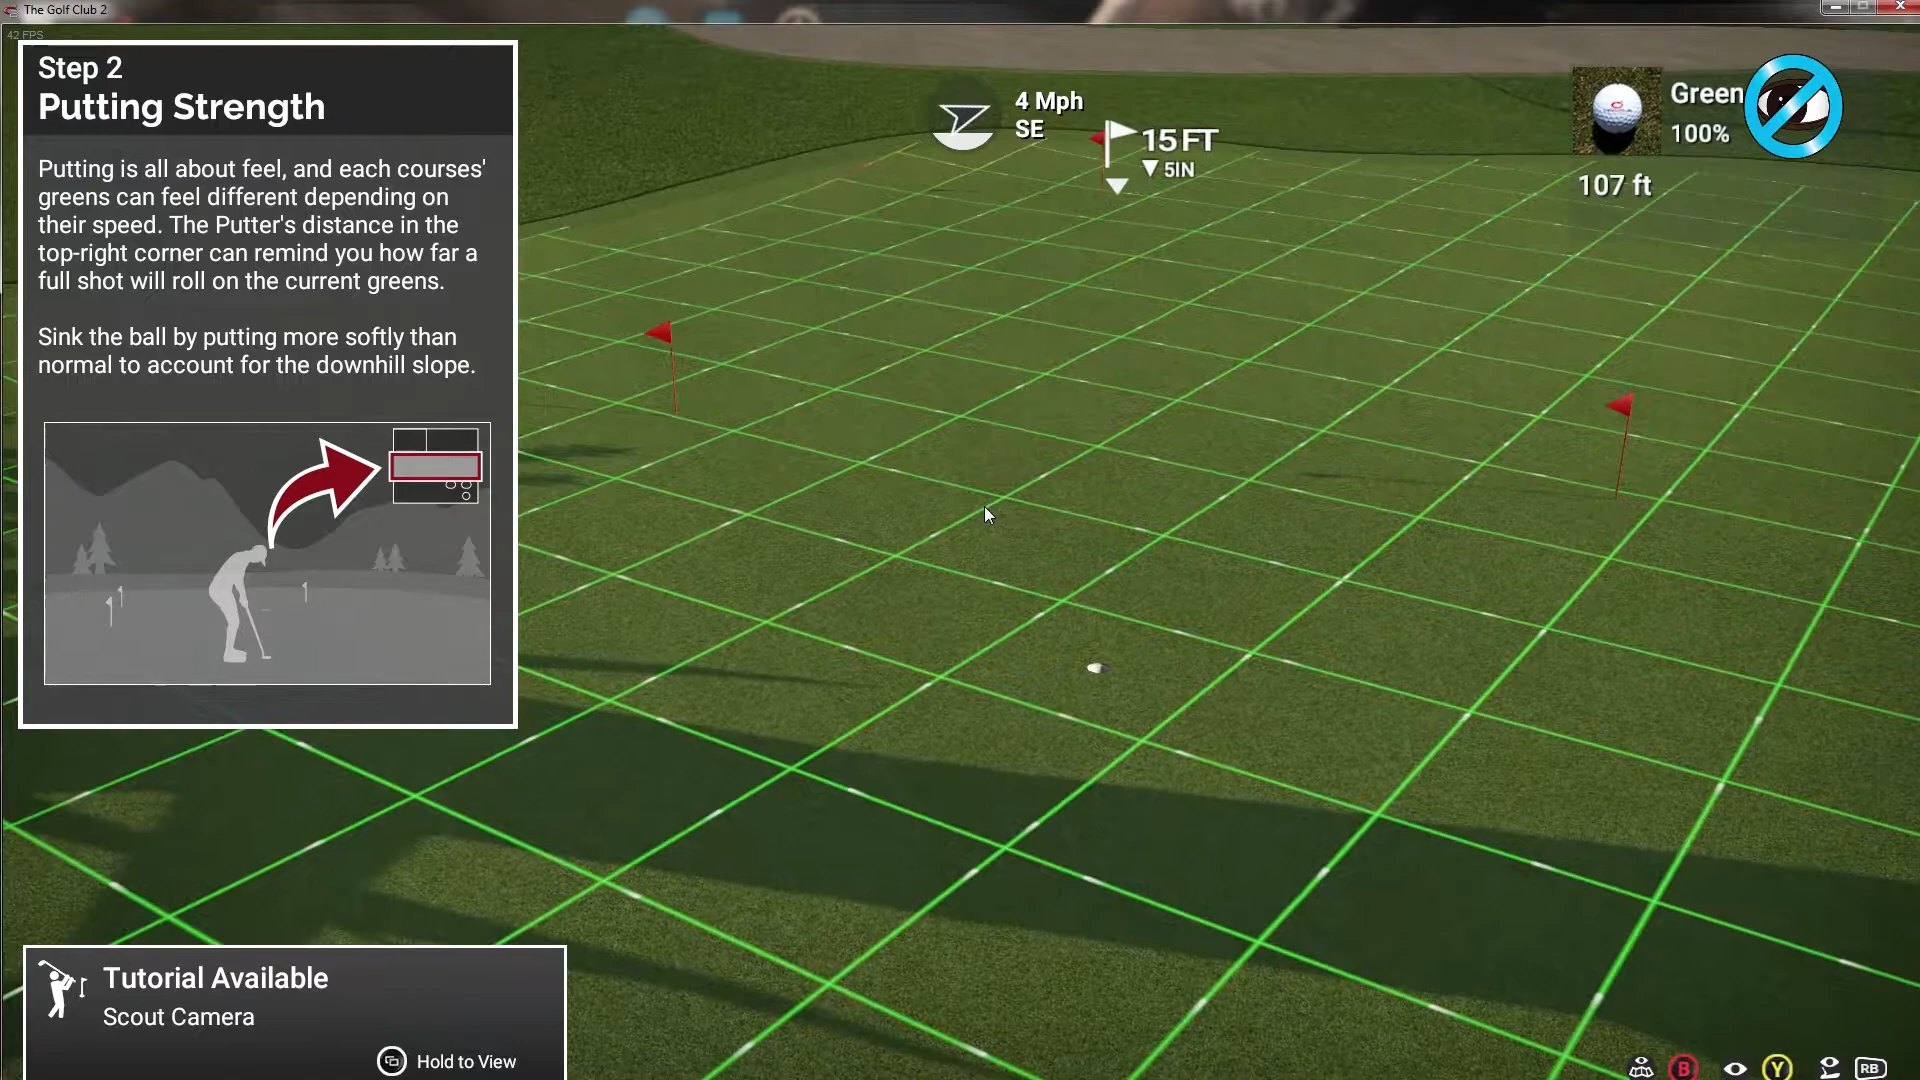 The Golf Club 2
42 FPS
Step 2
Putting Strength
Putting is all about feel, and each courses'
greens can feel different depending on
their speed. The Putter's distance in the
top-right corner can remind you how far a
full shot will roll on the current greens.
Sink the ball by putting more softly than
normal to account for the downhill slope.
4 Mph
SE
15FT
5IN
Green
100%
107 ft
Tutorial Available
Scout Camera
Hold to View
B
Y
RB